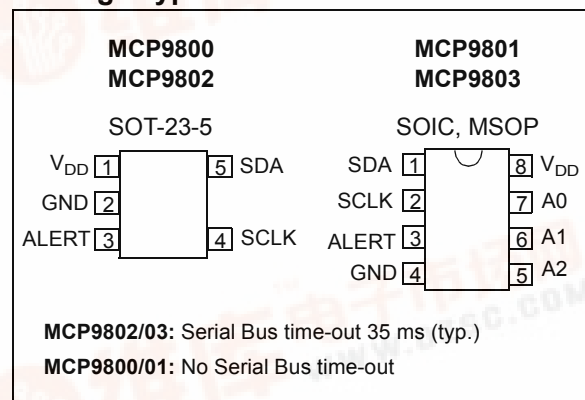 MCP9800
MCP9802
SOT-23-5
VDD 1
GND 2
ALERT 3
5 SDA
4 SCLK
MCP9801
MCP9803
SOIC, MSOP
SDA 1
SCLK 2
ALERT 3
GND 4
8 VDD
7 A0
6 A1
5 A2
MCP9802/03: Serial Bus time-out 35 ms (typ.)
MCP9800/01: No Serial Bus time-out